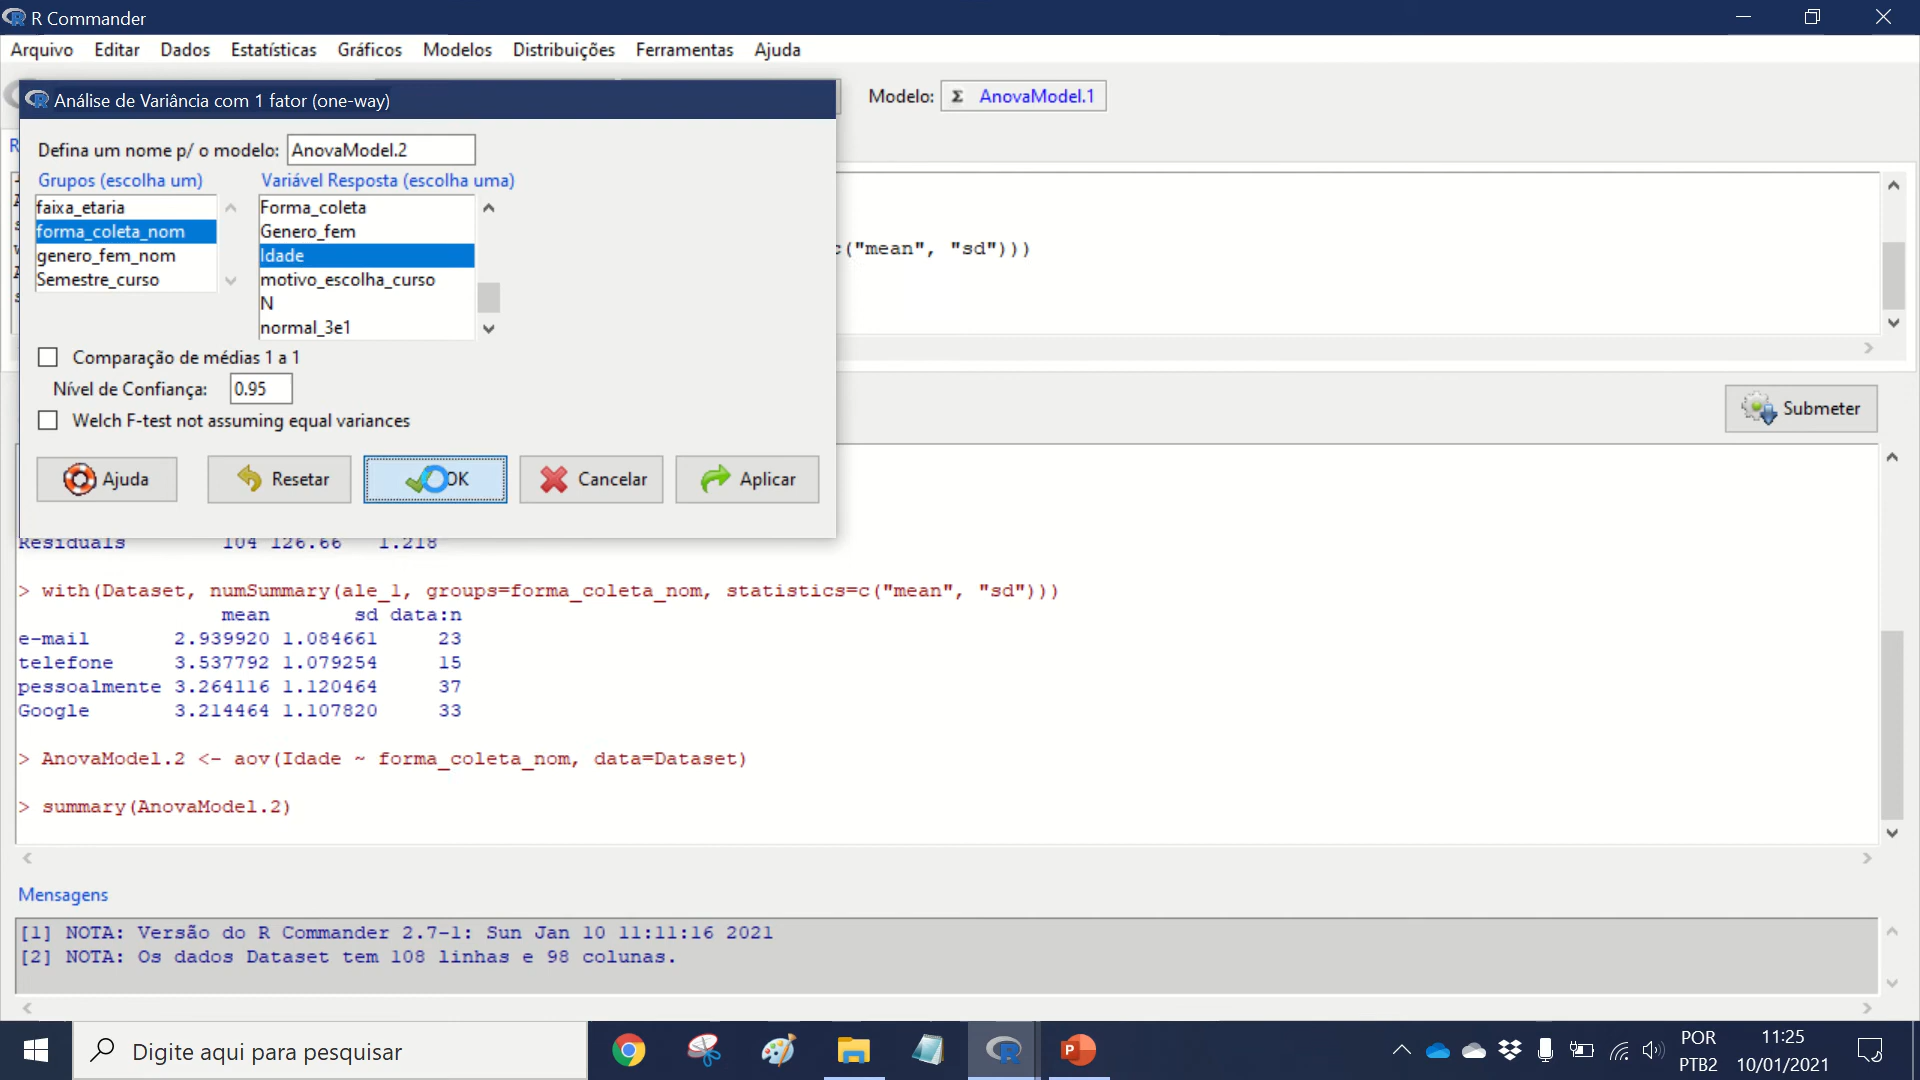 R Commander
Arquivo Editar Dados Estatísticas Gráficos Modelos Distribuições Ferramentas Ajuda
Modelo: Σ AnovaModel.1
Análise de Variância com 1 fator (one-way)
Defina um nome p/ o modelo: AnovaModel.2
Grupos (escolha um) Variável Resposta (escolha uma)
faixa_etaria
forma_coleta_nom
genero_fem_nom
Semestre_curso
Forma_coleta
Genero_fem
Idade
motivo_escolha_curso
N
normal_3e1
("mean", "sd")))
Comparação de médias 1 a 1
Nível de Confiança: 0.95
Welch F-test not assuming equal variances
Ajuda Resetar OK Cancelar Aplicar
Submeter
Residuals 104 126.66 1.218
> with(Dataset, numSummary(ale_1, groups=forma_coleta_nom, statistics=c("mean", "sd")))
mean sd data:n
e-mail 2.939920 1.084661 23
telefone 3.537792 1.079254 15
pessoalmente 3.264116 1.120464 37
Google 3.214464 1.107820 33
> AnovaModel.2 <- aov(Idade ~ forma_coleta_nom, data=Dataset)
> summary(AnovaModel.2)
Mensagens
[1] NOTA: Versão do R Commander 2.7-1: Sun Jan 10 11:11:16 2021
[2] NOTA: Os dados Dataset tem 108 linhas e 98 colunas.
Digite aqui para pesquisar
POR
PTB2
11:25
10/01/2021